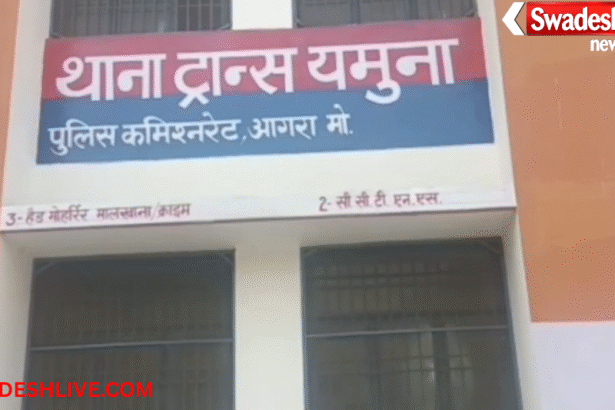 Swadesh
news
थाना ट्रान्स यमुना
पुलिस कमिश्नरेट, आगरा मो.
3- हैड मोहर्रिर मालखाना/क्राइम
2- सी.सी.टी.एन.एस.
DESHLIVE.COM